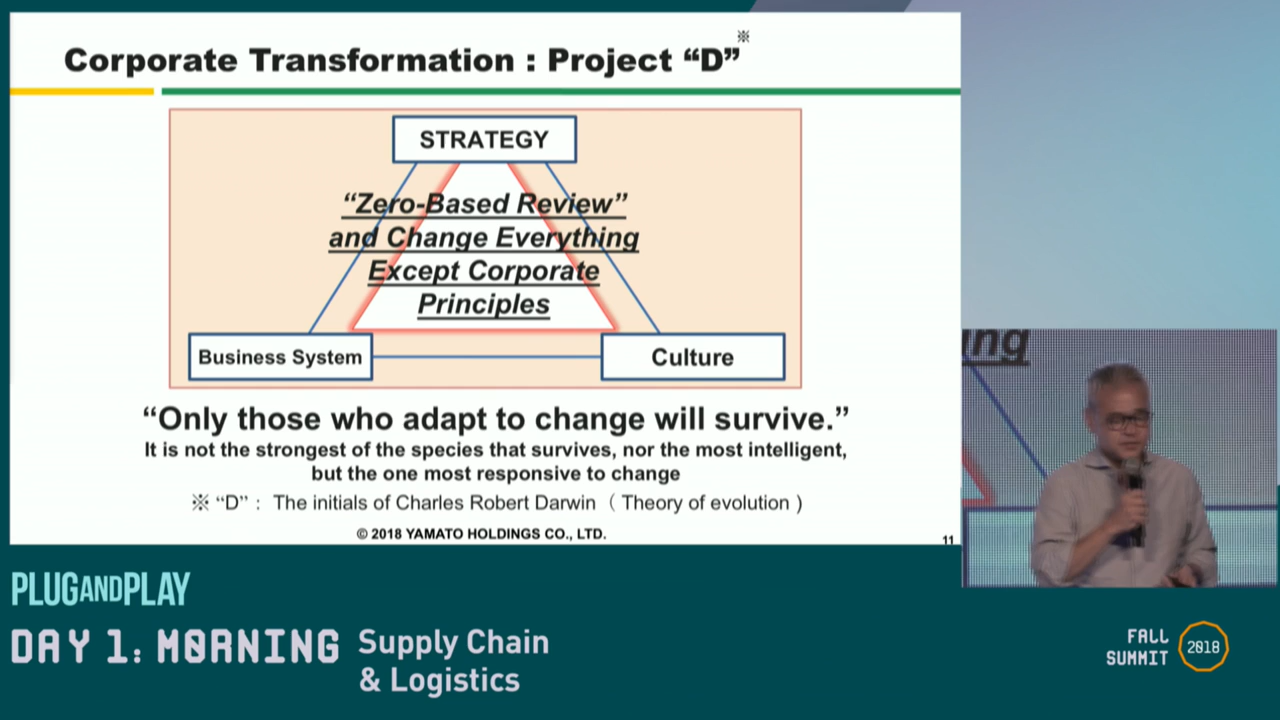 Corporate Transformation : Project “D”※
STRATEGY
“Zero-Based Review”
and Change Everything
Except Corporate
Principles
Business System
Culture
“Only those who adapt to change will survive.”
It is not the strongest of the species that survives, nor the most intelligent,
but the one most responsive to change
※ “D” : The initials of Charles Robert Darwin ( Theory of evolution )
© 2018 YAMATO HOLDINGS CO., LTD.
11
ing
PLUGANDPLAY
DAY 1: MORNING
Supply Chain
& Logistics
FALL
SUMMIT
2018